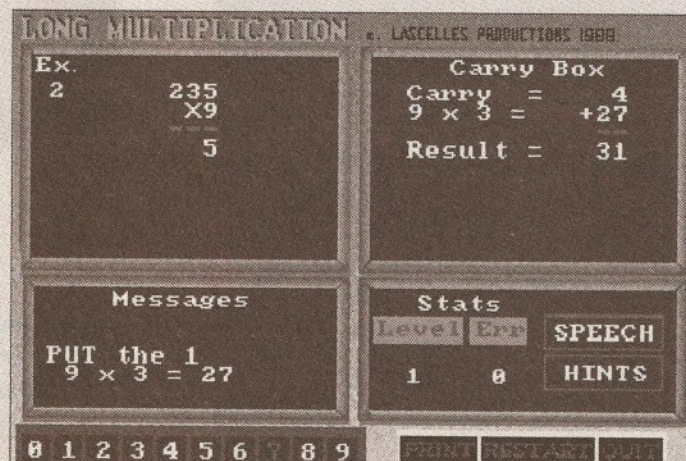 LONG MULTIPLICATION c. LASCELLES PRODUCTIONS 1988
Ex.
2 235
X9
5
Carry Box
Carry = 4
9 x 3 = +27
Result = 31
Messages
PUT the 1
9 x 3 = 27
Stats
Level Err
1 0
SPEECH
HINTS
0 1 2 3 4 5 6 7 8 9
PRINT RESTART QUIT